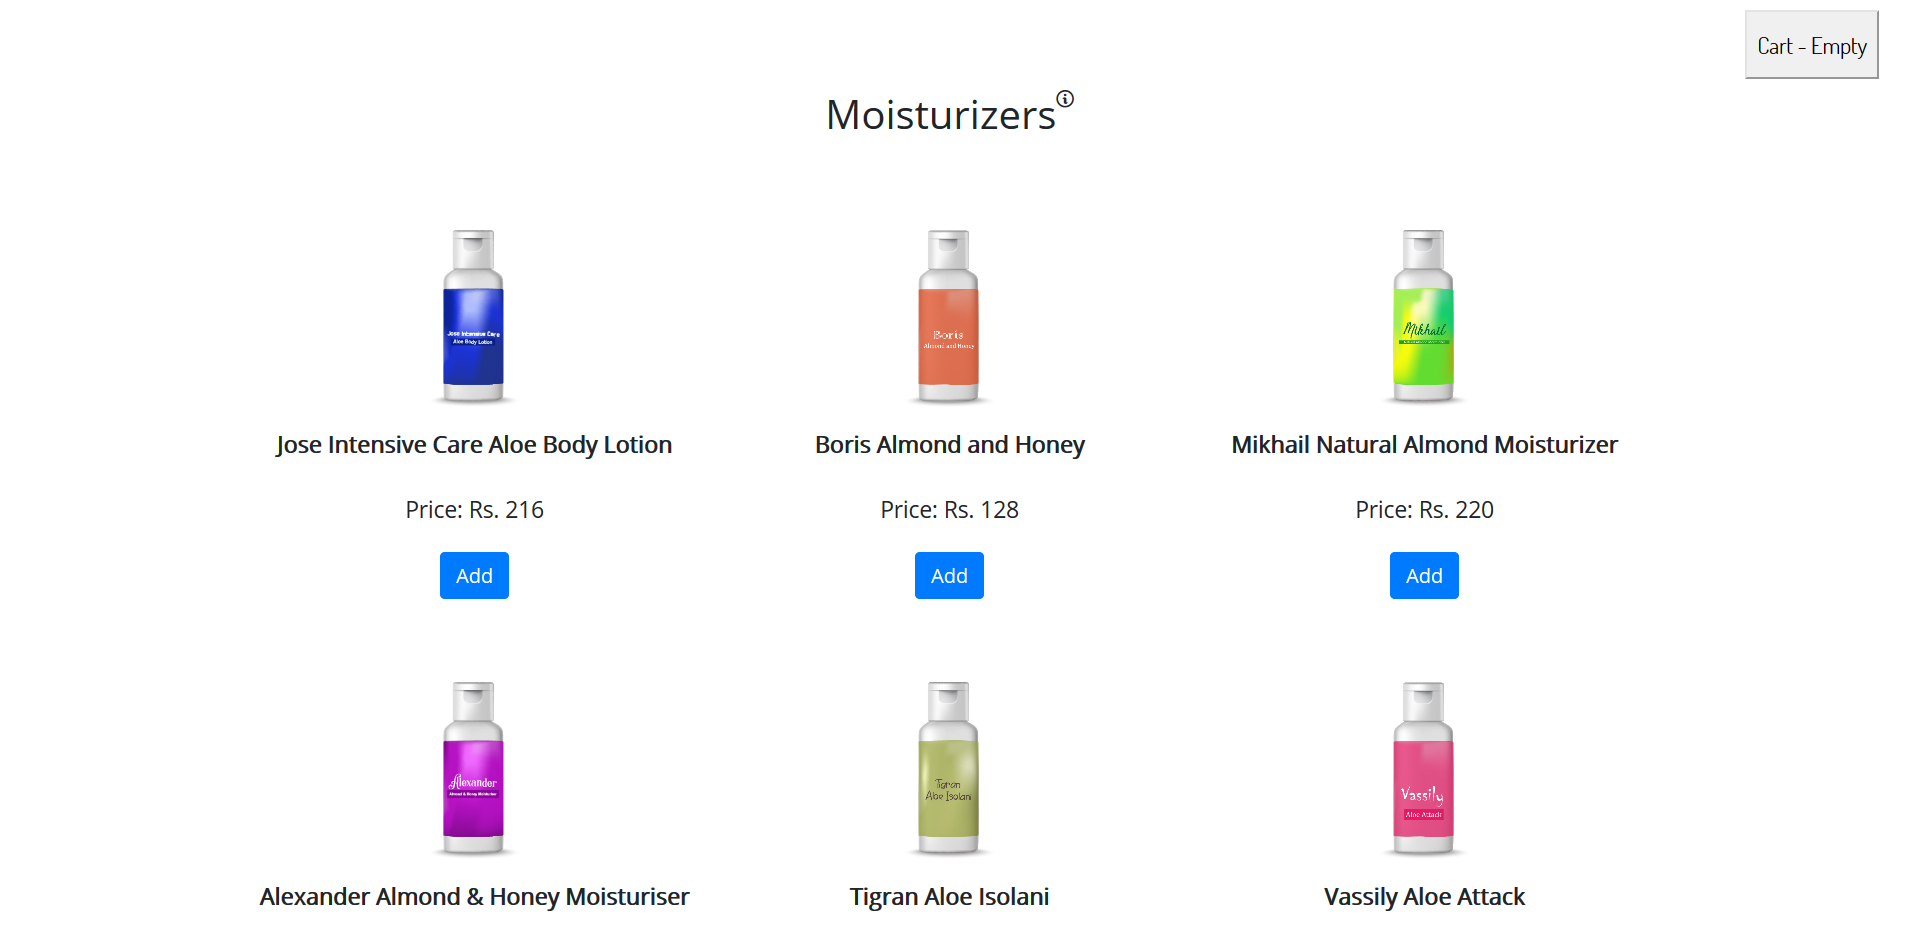 Cart - Empty
Moisturizers
Jose Intensive Care
Aloe Body Lotion
Boris
Almond and Honey
Mikhail
Jose Intensive Care Aloe Body Lotion
Boris Almond and Honey
Mikhail Natural Almond Moisturizer
Price: Rs. 216
Price: Rs. 128
Price: Rs. 220
Add
Add
Add
Alexander
Almond & Honey Moisturiser
Tigran
Aloe Isolani
Vassily
Aloe Attack
Alexander Almond & Honey Moisturiser
Tigran Aloe Isolani
Vassily Aloe Attack